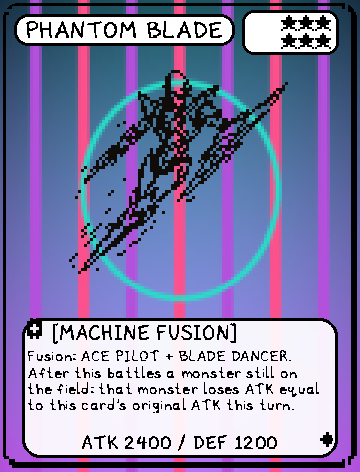 PHANTOM BLADE
[MACHINE FUSION]
Fusion: ACE PILOT + BLADE DANCER.
After this battles a monster still on
the field: that monster loses ATK equal
to this card's original ATK this turn.
ATK 2400 / DEF 1200